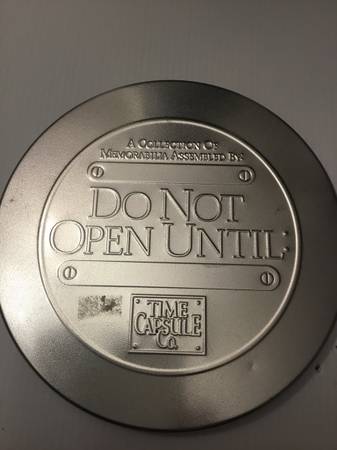 A COLLECTION OF
MEMORABILIA ASSEMBLED BY:
DO NOT
OPEN UNTIL:
TIME
CAPSULE
CO.